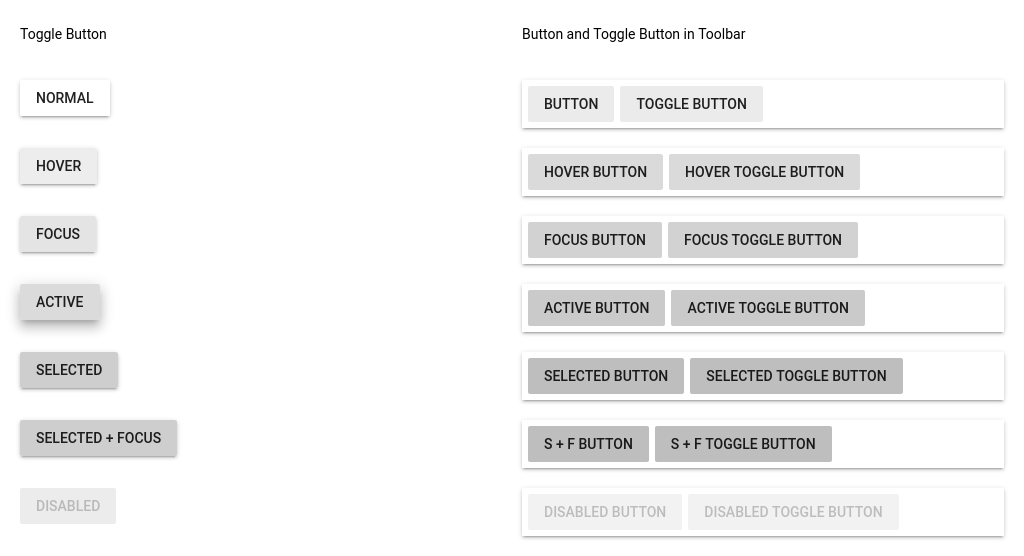 Toggle Button
NORMAL
HOVER
FOCUS
ACTIVE
SELECTED
SELECTED + FOCUS
DISABLED
Button and Toggle Button in Toolbar
BUTTON TOGGLE BUTTON
HOVER BUTTON HOVER TOGGLE BUTTON
FOCUS BUTTON FOCUS TOGGLE BUTTON
ACTIVE BUTTON ACTIVE TOGGLE BUTTON
SELECTED BUTTON SELECTED TOGGLE BUTTON
S + F BUTTON S + F TOGGLE BUTTON
DISABLED BUTTON DISABLED TOGGLE BUTTON